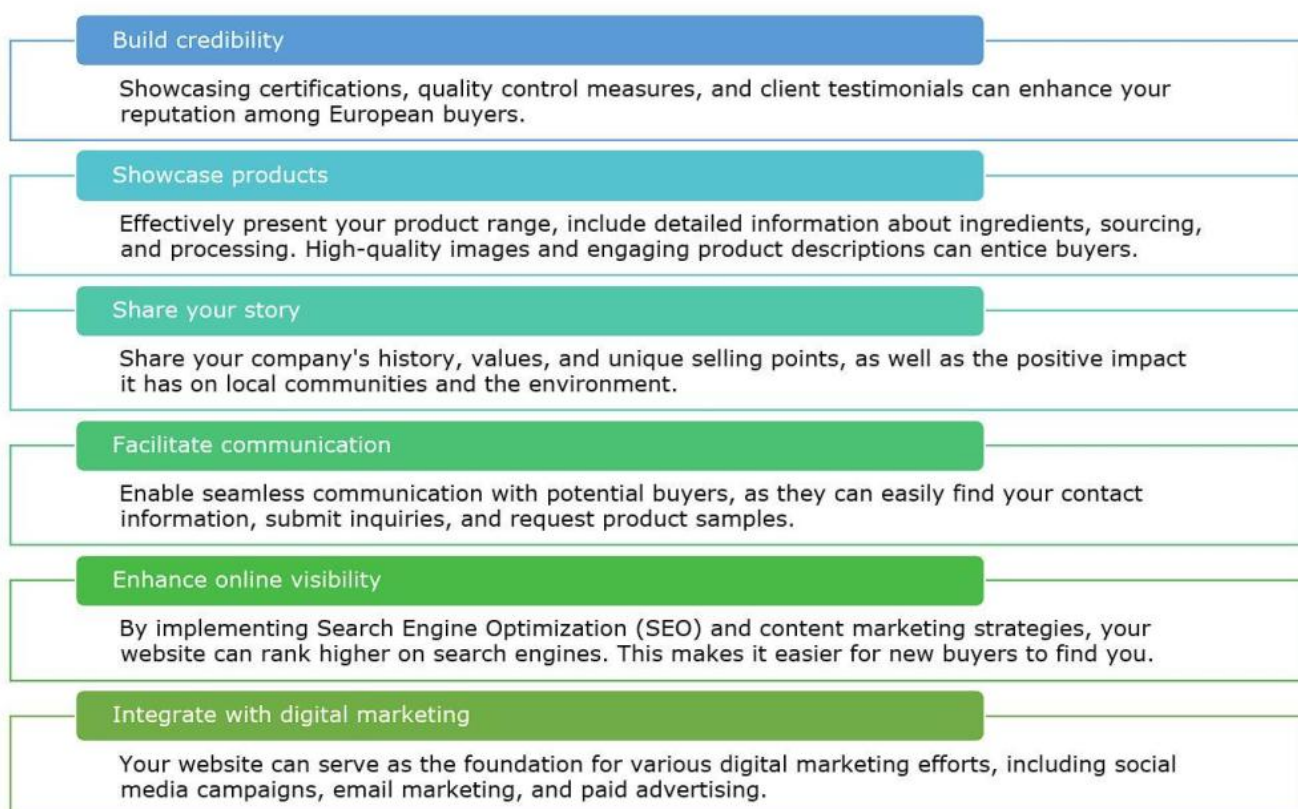 Build credibility
Showcasing certifications, quality control measures, and client testimonials can enhance your
reputation among European buyers.
Showcase products
Effectively present your product range, include detailed information about ingredients, sourcing,
and processing. High-quality images and engaging product descriptions can entice buyers.
Share your story
Share your company's history, values, and unique selling points, as well as the positive impact
it has on local communities and the environment.
Facilitate communication
Enable seamless communication with potential buyers, as they can easily find your contact
information, submit inquiries, and request product samples.
Enhance online visibility
By implementing Search Engine Optimization (SEO) and content marketing strategies, your
website can rank higher on search engines. This makes it easier for new buyers to find you.
Integrate with digital marketing
Your website can serve as the foundation for various digital marketing efforts, including social
media campaigns, email marketing, and paid advertising.